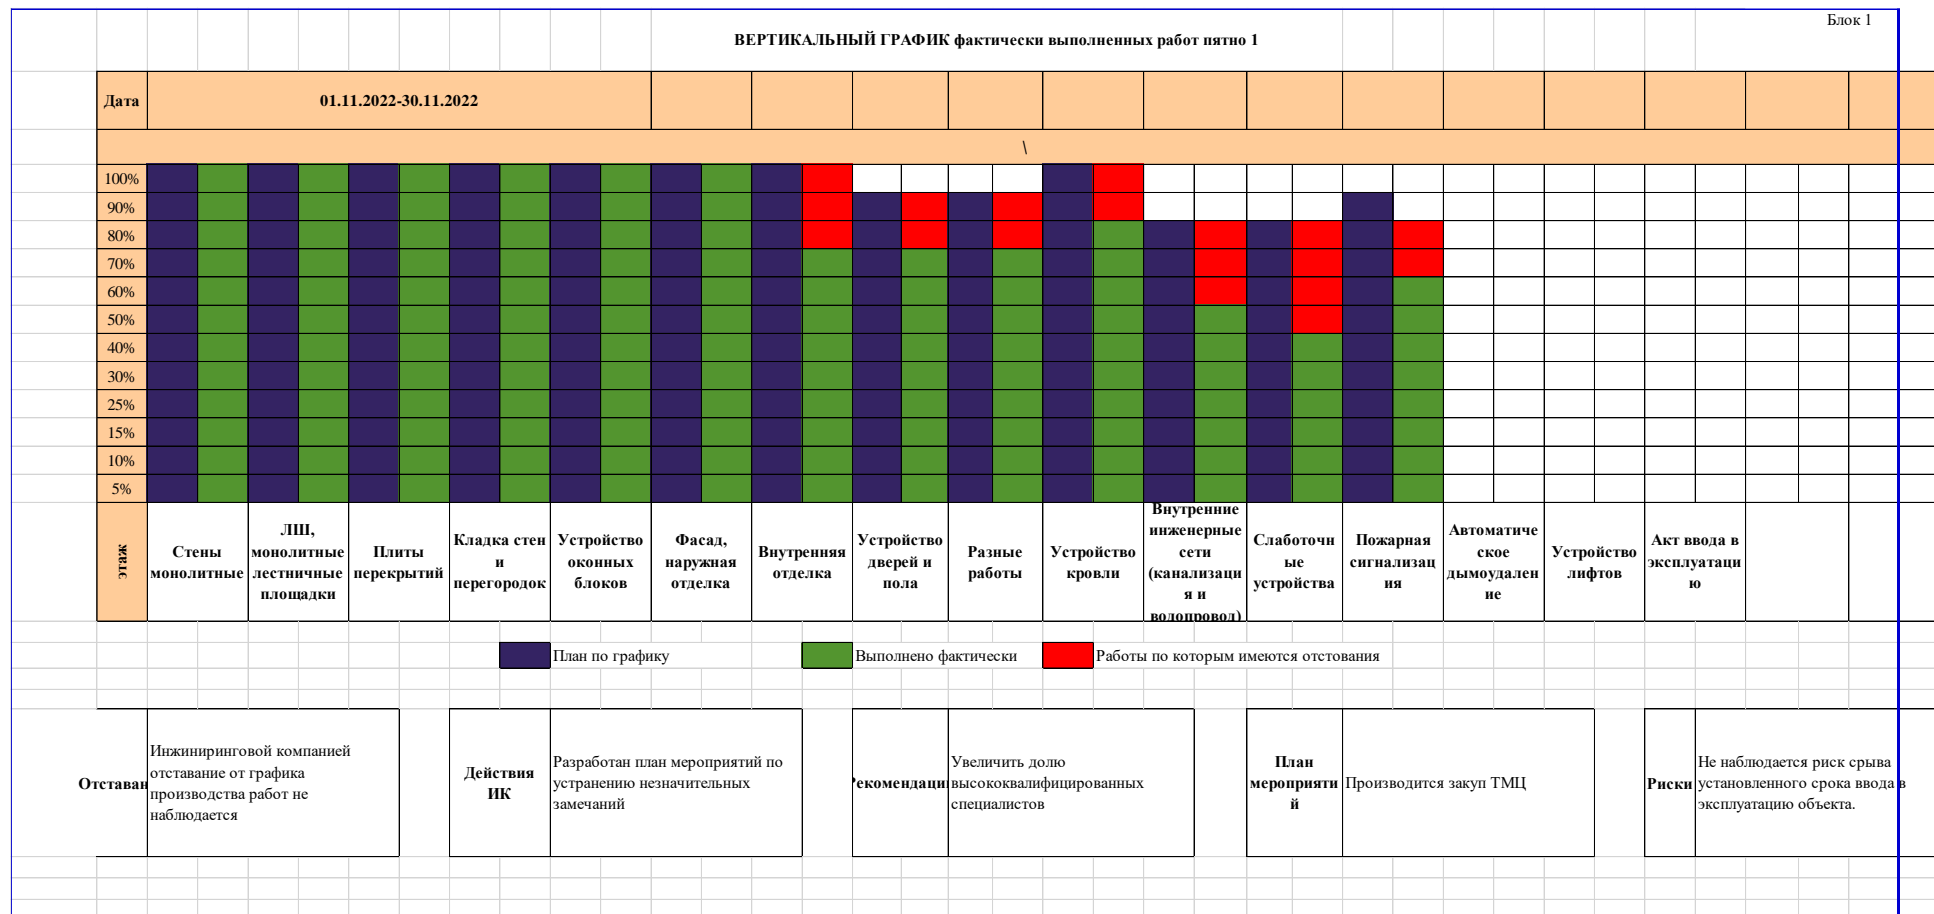 Блок 1
ВЕРТИКАЛЬНЫЙ ГРАФИК фактически выполненных работ пятно 1
Дата
01.11.2022-30.11.2022
\
100%
90%
80%
70%
60%
50%
40%
30%
25%
15%
10%
5%
этаж
Стены
монолитные
ЛШ,
монолитные
лестничные
площадки
Плиты
перекрытий
Кладка стен
и
перегородок
Устройство
оконных
блоков
Фасад,
наружная
отделка
Внутренняя
отделка
Устройство
дверей и
пола
Разные
работы
Устройство
кровли
Внутренние
инженерные
сети
(канализаци
я и
водопровод)
Слаботочн
ые
устройства
Пожарная
сигнализац
ия
Автоматиче
ское
дымоудален
ие
Устройство
лифтов
Акт ввода в
эксплуатаци
ю
План по графику
Выполнено фактически
Работы по которым имеются отстования
Отставан
Инжиниринговой компанией
отставание от графика
производства работ не
наблюдается
Действия
ИК
Разработан план мероприятий по
устранению незначительных
замечаний
Рекомендаци
Увеличить долю
высококвалифицированных
специалистов
План
мероприяти
й
Производится закуп ТМЦ
Риски
Не наблюдается риск срыва
установленного срока ввода в
эксплуатацию объекта.